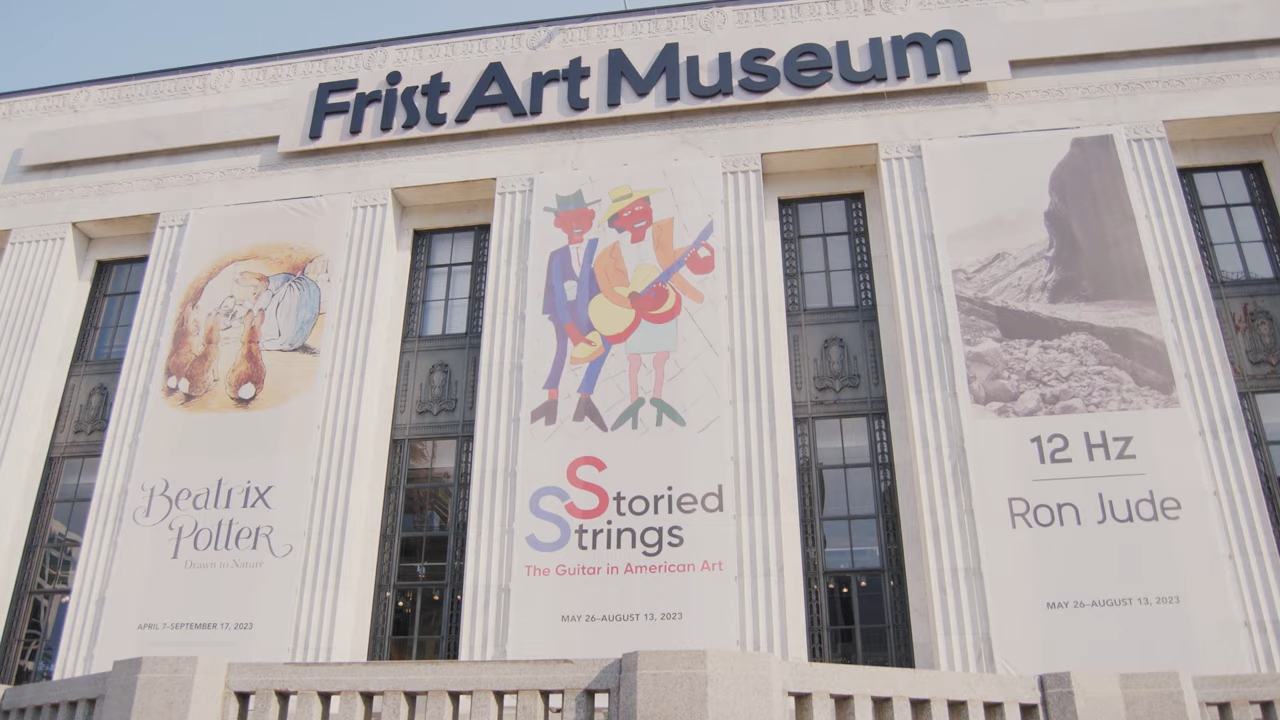 Frist Art Museum
Beatrix
Potter
Drawn to Nature
APRIL 7–SEPTEMBER 17, 2023
Storied
Strings
The Guitar in American Art
MAY 26–AUGUST 13, 2023
12 Hz
Ron Jude
MAY 26–AUGUST 13, 2023